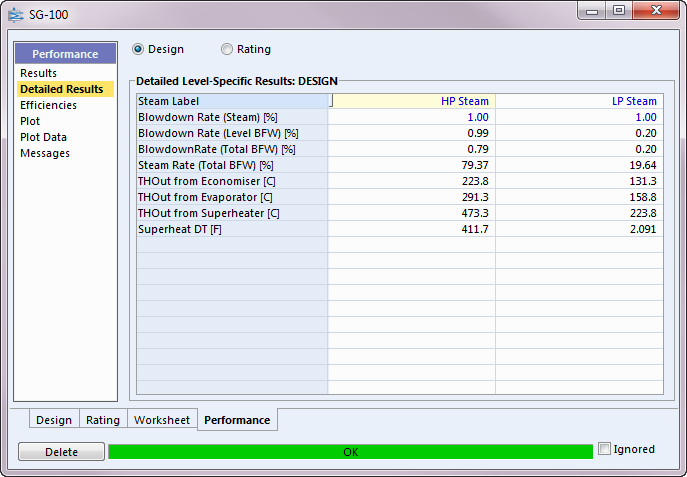 SG-100
Performance
Results
Detailed Results
Efficiencies
Plot
Plot Data
Messages
Design Rating
Detailed Level-Specific Results: DESIGN
Steam Label HP Steam LP Steam
Blowdown Rate (Steam) [%] 1.00 1.00
Blowdown Rate (Level BFW) [%] 0.99 0.20
BlowdownRate (Total BFW) [%] 0.79 0.20
Steam Rate (Total BFW) [%] 79.37 19.64
THOut from Economiser [C] 223.8 131.3
THOut from Evaporator [C] 291.3 158.8
THOut from Superheater [C] 473.3 223.8
Superheat DT [F] 411.7 2.091
Design Rating Worksheet Performance
Delete OK Ignored